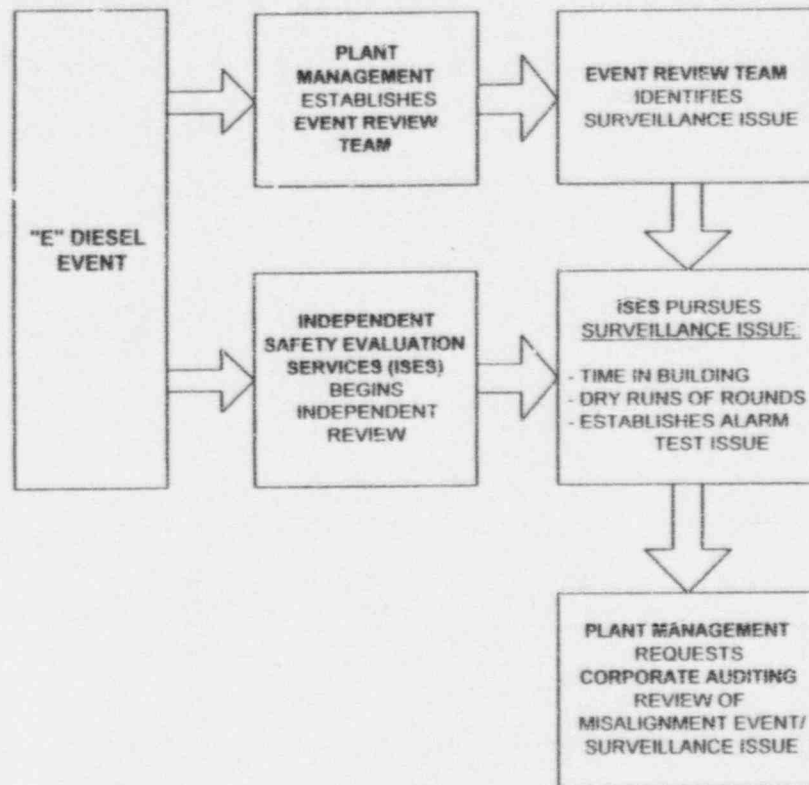 PLANT
MANAGEMENT
ESTABLISHES
EVENT REVIEW
TEAM
EVENT REVIEW TEAM
IDENTIFIES
SURVEILLANCE ISSUE
"E" DIESEL
EVENT
INDEPENDENT
SAFETY EVALUATION
SERVICES (ISES)
BEGINS
INDEPENDENT
REVIEW
ISES PURSUES
SURVEILLANCE ISSUE:
- TIME IN BUILDING
- DRY RUNS OF ROUNDS
- ESTABLISHES ALARM
TEST ISSUE
PLANT MANAGEMENT
REQUESTS
CORPORATE AUDITING
REVIEW OF
MISALIGNMENT EVENT/
SURVEILLANCE ISSUE